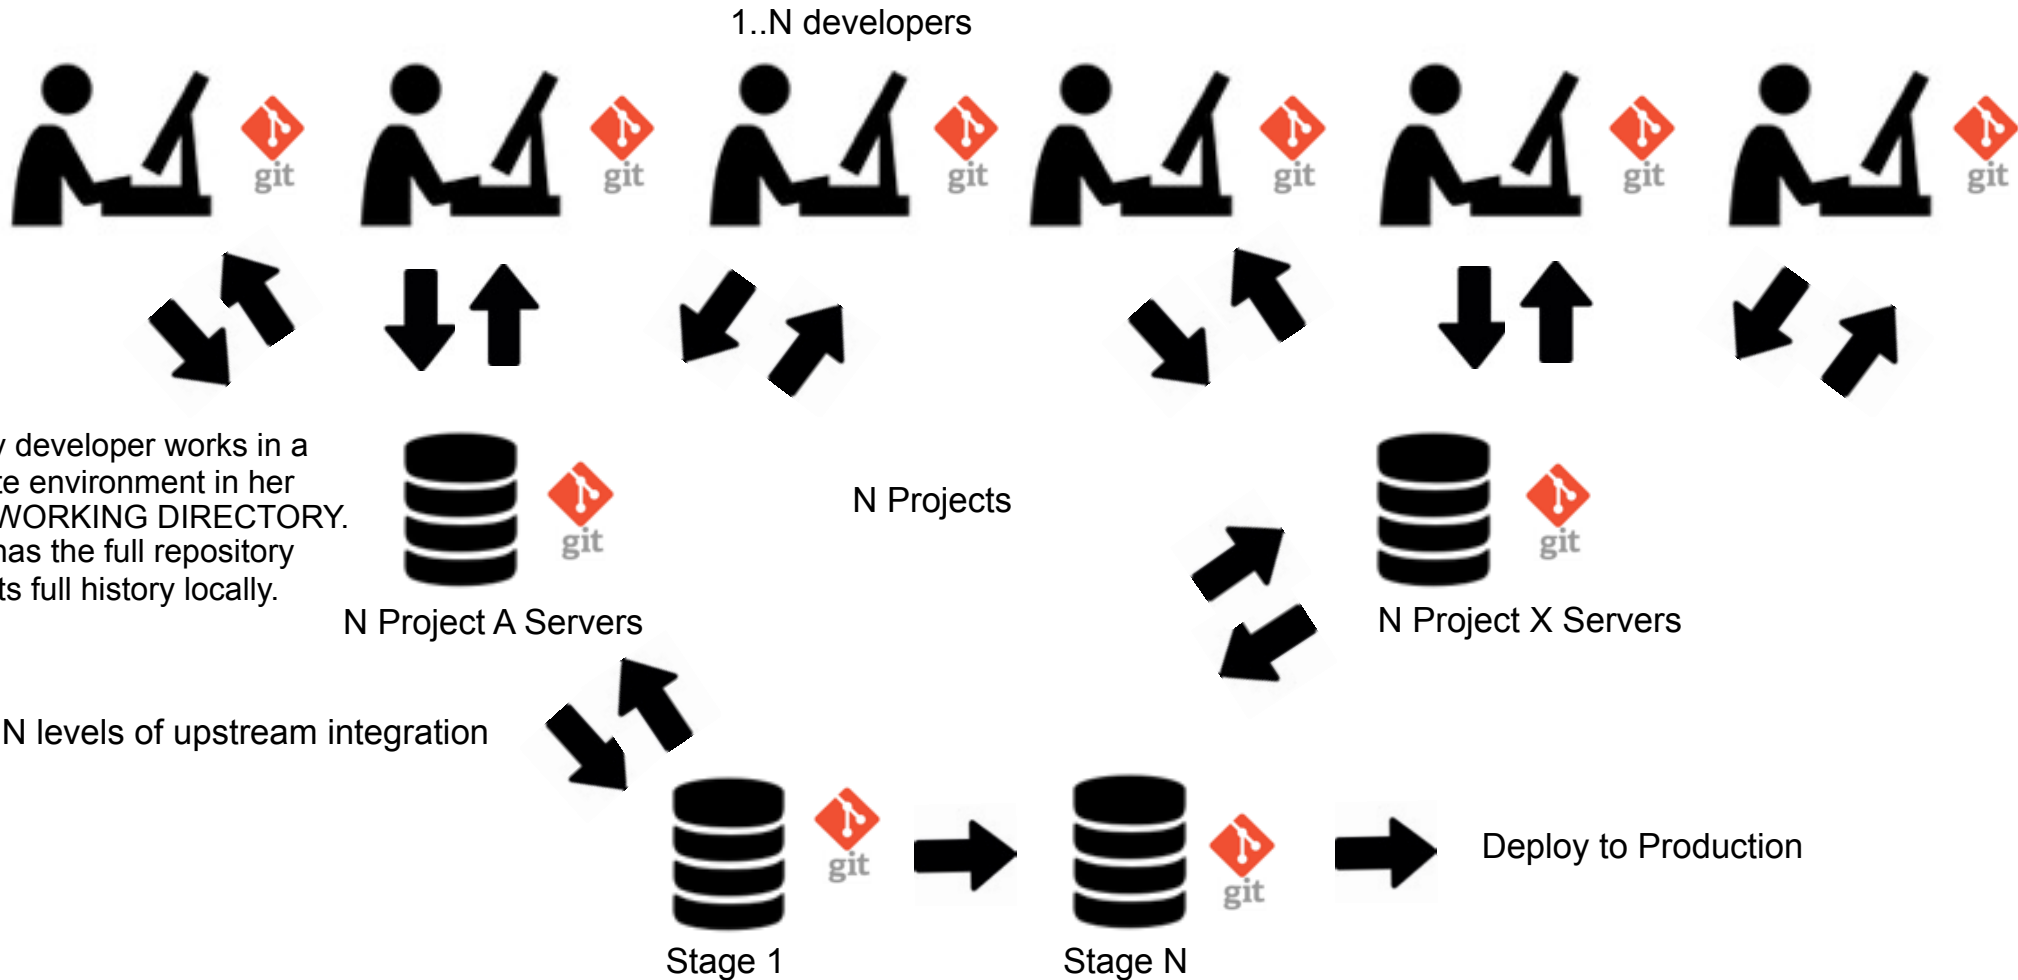 1..N developers
git git git git git git
y developer works in a
te environment in her
WORKING DIRECTORY.
has the full repository
ts full history locally.
git
N Projects
git
N Project A Servers
N Project X Servers
N levels of upstream integration
git
git
Deploy to Production
Stage 1
Stage N